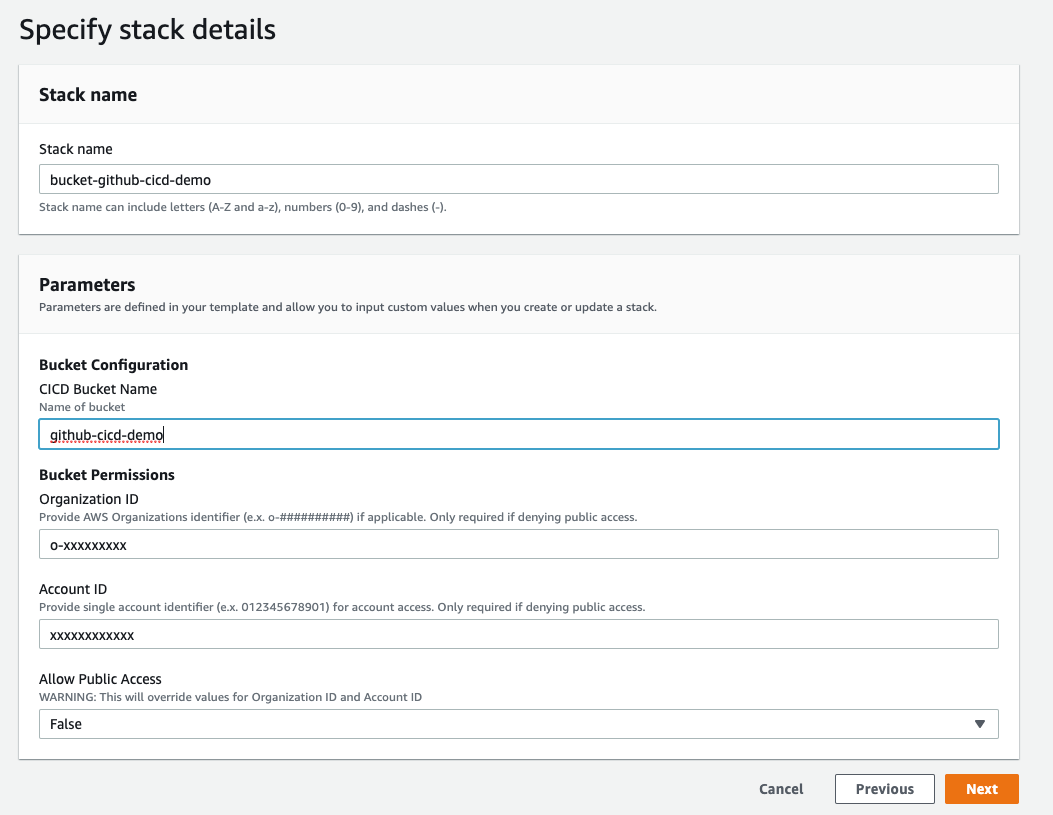 Specify stack details
Stack name
Stack name
bucket-github-cicd-demo
Stack name can include letters (A-Z and a-z), numbers (0-9), and dashes (-).
Parameters
Parameters are defined in your template and allow you to input custom values when you create or update a stack.
Bucket Configuration
CICD Bucket Name
Name of bucket
github-cicd-demo
Bucket Permissions
Organization ID
Provide AWS Organizations identifier (e.x. o-##########) if applicable. Only required if denying public access.
o-xxxxxxxxx
Account ID
Provide single account identifier (e.x. 012345678901) for account access. Only required if denying public access.
xxxxxxxxxxxx
Allow Public Access
WARNING: This will override values for Organization ID and Account ID
False
Cancel Previous Next